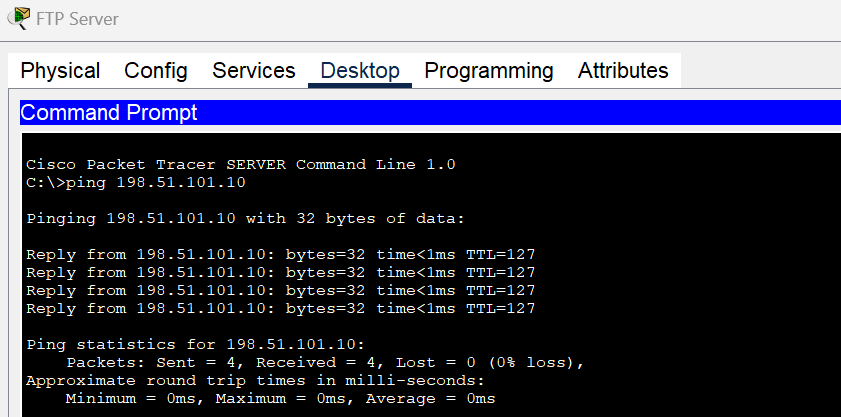 FTP Server
Physical Config Services Desktop Programming Attributes
Command Prompt
Cisco Packet Tracer SERVER Command Line 1.0
C:\>ping 198.51.101.10
Pinging 198.51.101.10 with 32 bytes of data:
Reply from 198.51.101.10: bytes=32 time<1ms TTL=127
Reply from 198.51.101.10: bytes=32 time<1ms TTL=127
Reply from 198.51.101.10: bytes=32 time<1ms TTL=127
Reply from 198.51.101.10: bytes=32 time<1ms TTL=127
Ping statistics for 198.51.101.10:
Packets: Sent = 4, Received = 4, Lost = 0 (0% loss),
Approximate round trip times in milli-seconds:
Minimum = 0ms, Maximum = 0ms, Average = 0ms